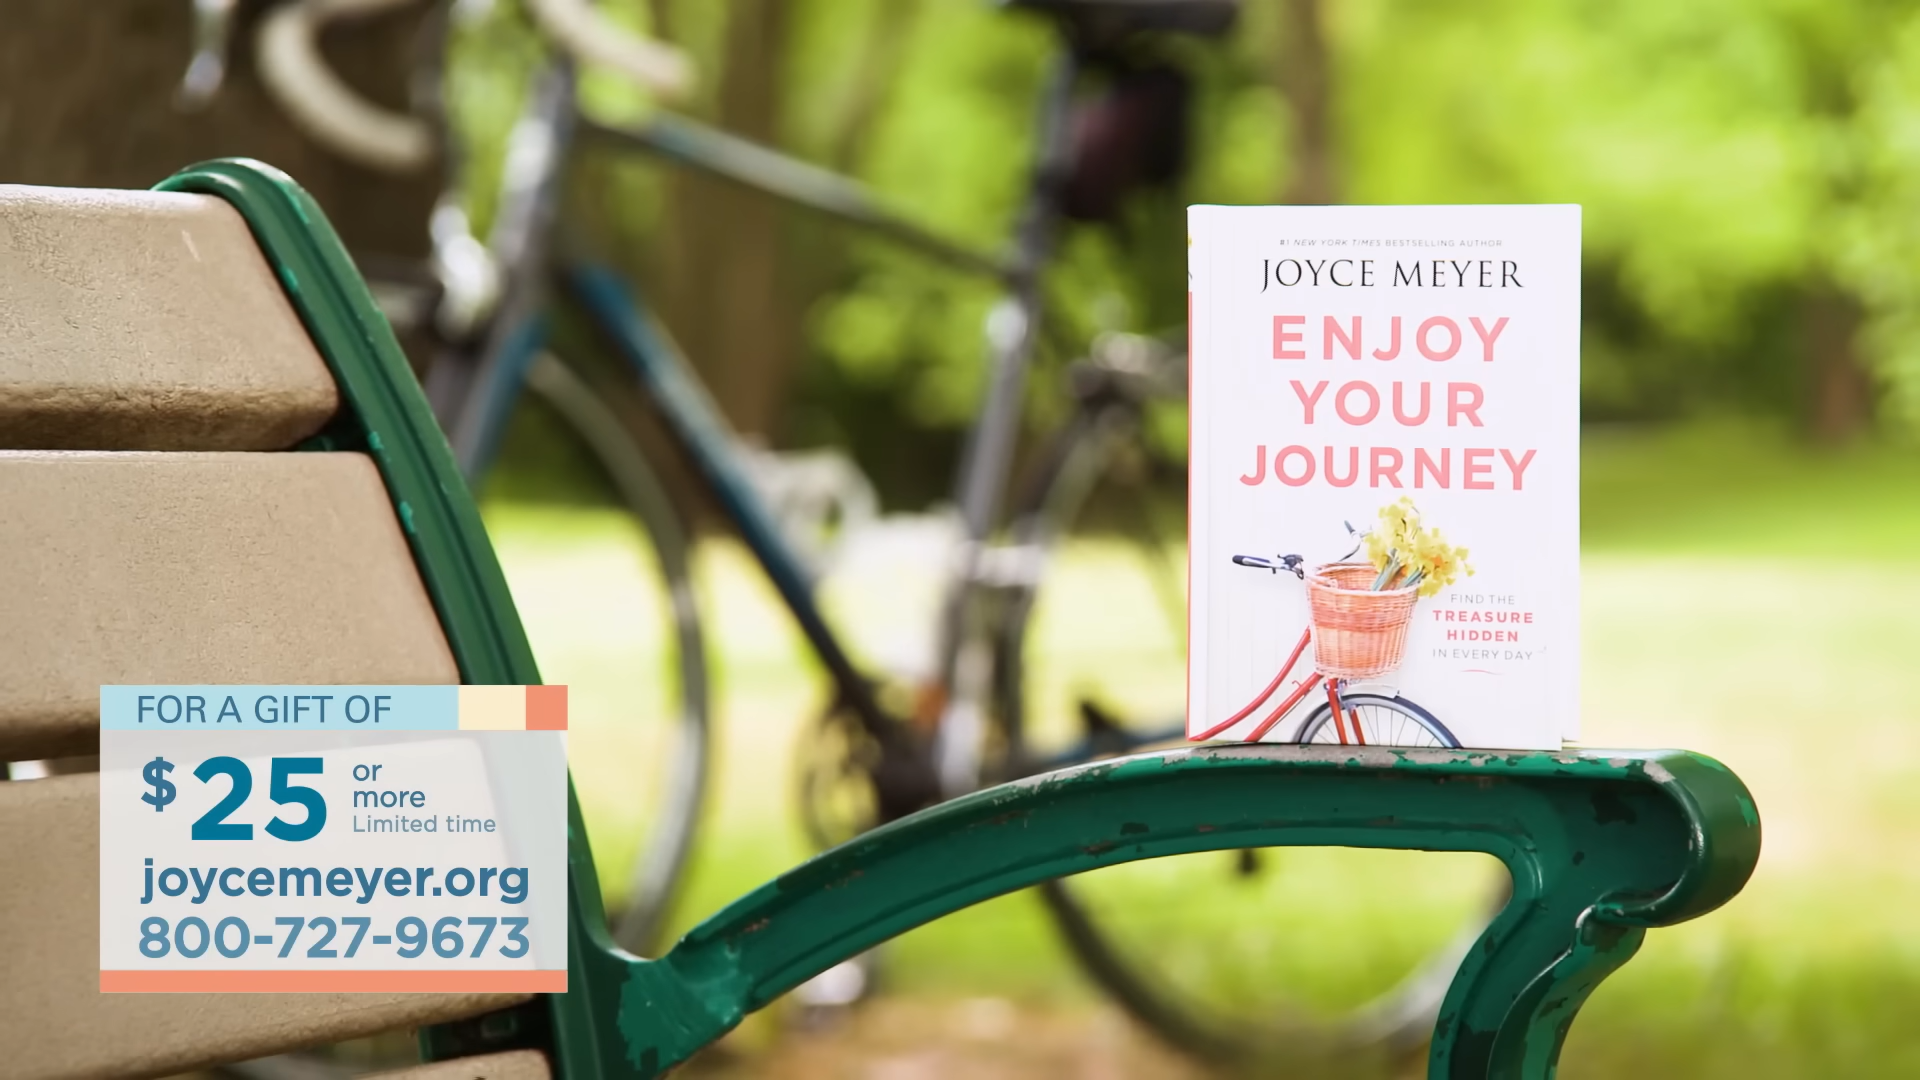 #1 NEW YORK TIMES BESTSELLING AUTHOR
JOYCE MEYER
ENJOY
YOUR
JOURNEY
FIND THE
TREASURE
HIDDEN
IN EVERY DAY
FOR A GIFT OF
$25 or more
Limited time
joycemeyer.org
800-727-9673